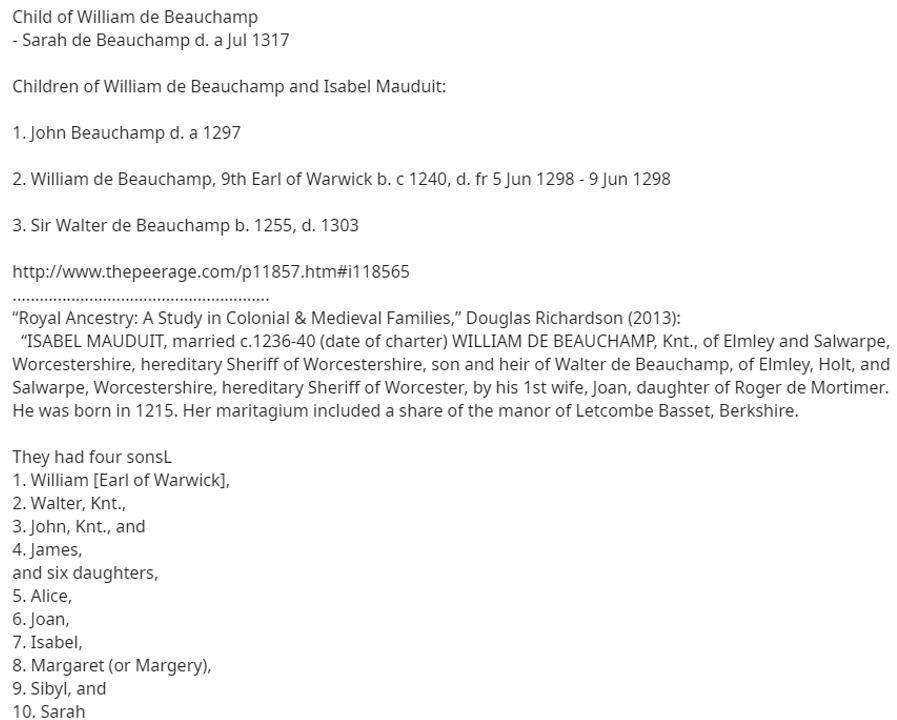 Child of William de Beauchamp
- Sarah de Beauchamp d. a Jul 1317
Children of William de Beauchamp and Isabel Mauduit:
1. John Beauchamp d. a 1297
2. William de Beauchamp, 9th Earl of Warwick b. c 1240, d. fr 5 Jun 1298 - 9 Jun 1298
3. Sir Walter de Beauchamp b. 1255, d. 1303
http://www.thepeerage.com/p11857.htm#i118565
.........................................................
“Royal Ancestry: A Study in Colonial & Medieval Families,” Douglas Richardson (2013):
“ISABEL MAUDUIT, married c.1236-40 (date of charter) WILLIAM DE BEAUCHAMP, Knt., of Elmley and Salwarpe,
Worcestershire, hereditary Sheriff of Worcestershire, son and heir of Walter de Beauchamp, of Elmley, Holt, and
Salwarpe, Worcestershire, hereditary Sheriff of Worcester, by his 1st wife, Joan, daughter of Roger de Mortimer.
He was born in 1215. Her maritagium included a share of the manor of Letcombe Basset, Berkshire.
They had four sonsL
1. William [Earl of Warwick],
2. Walter, Knt.,
3. John, Knt., and
4. James,
and six daughters,
5. Alice,
6. Joan,
7. Isabel,
8. Margaret (or Margery),
9. Sibyl, and
10. Sarah